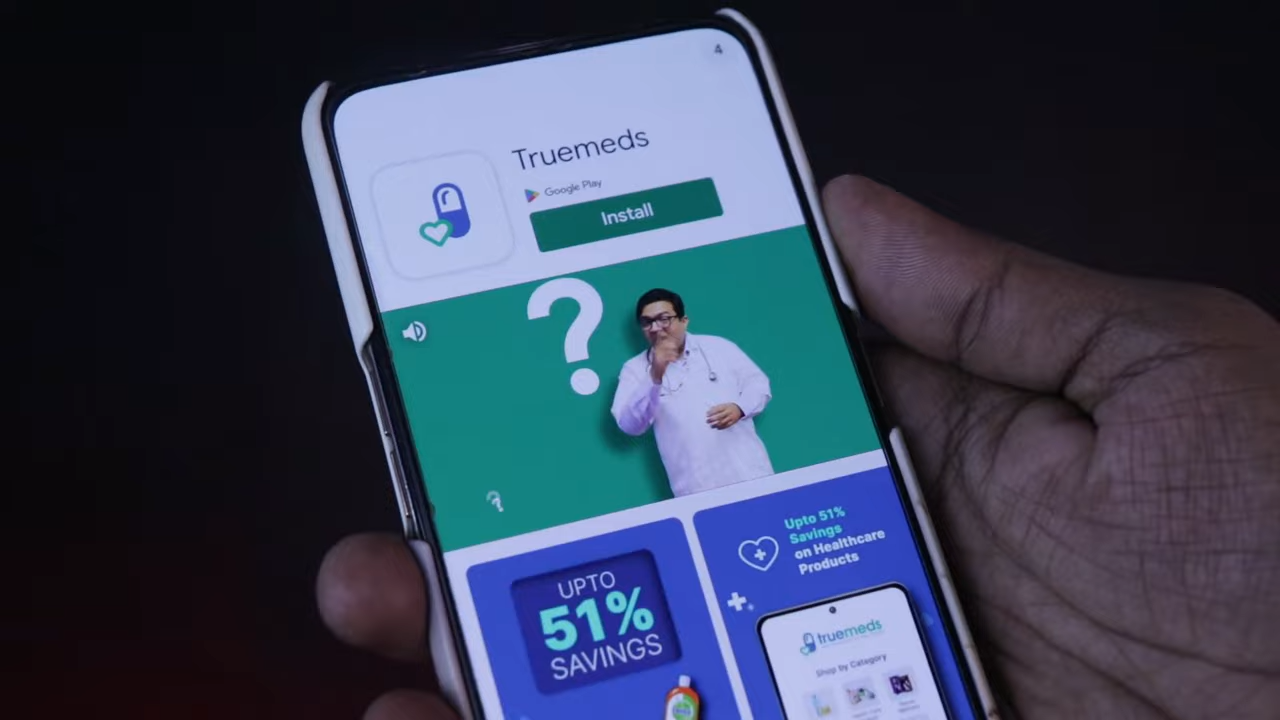 4
Truemeds
Google Play
Install
?
?
UPTO
51%
SAVINGS
Upto 51%
Savings
on Healthcare
Products
truemeds
Shop by Category